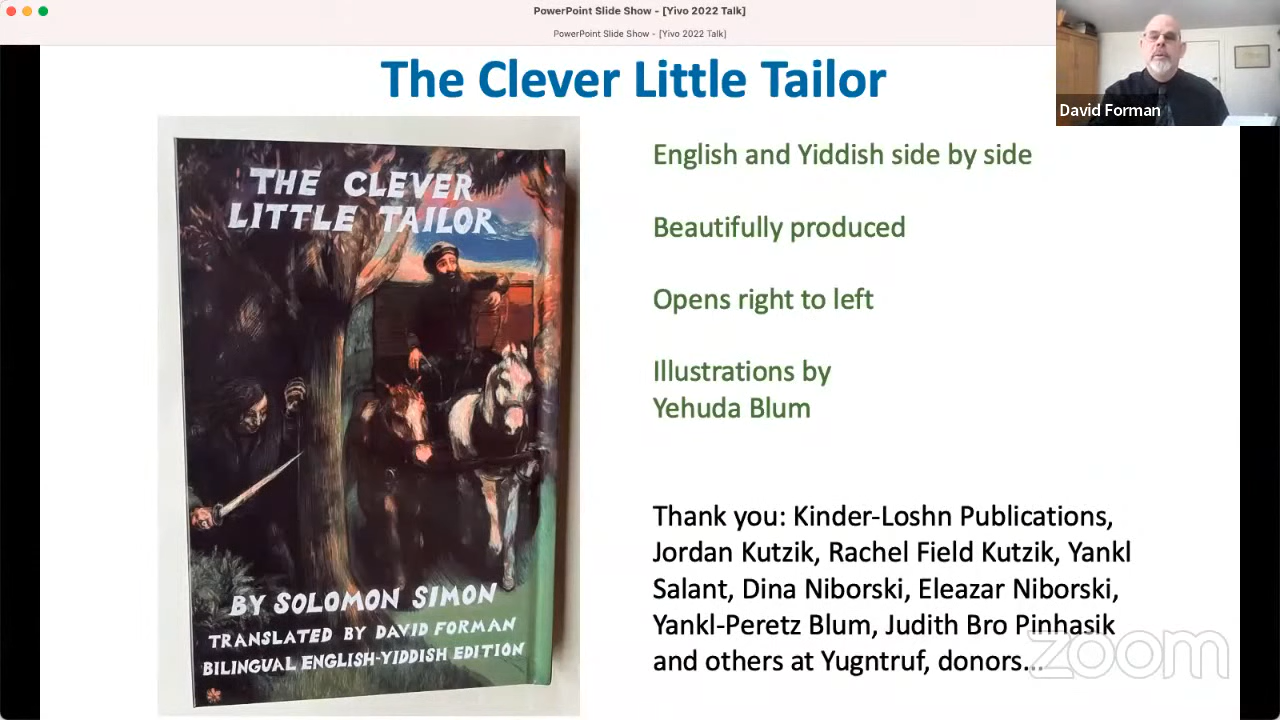 PowerPoint Slide Show - [Yivo 2022 Talk]
PowerPoint Slide Show - [Yivo 2022 Talk]
The Clever Little Tailor
David Forman
THE CLEVER
LITTLE TAILOR
BY SOLOMON SIMON
TRANSLATED BY DAVID FORMAN
BILINGUAL ENGLISH-YIDDISH EDITION
English and Yiddish side by side
Beautifully produced
Opens right to left
Illustrations by
Yehuda Blum
Thank you: Kinder-Loshn Publications,
Jordan Kutzik, Rachel Field Kutzik, Yankl
Salant, Dina Niborski, Eleazar Niborski,
Yankl-Peretz Blum, Judith Bro Pinhasik
and others at Yugntruf, donors...
zoom